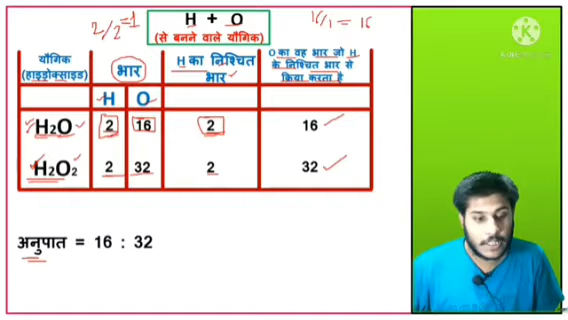 2/2=1
H + O
16/1 = 16
(से बनने वाले यौगिक)
यौगिक
(हाइड्रोक्साइड)
भार
H का निश्चित
भार
O का वह भार जो H
के निश्चित भार से
क्रिया करता है
H O
H2O 2 16 2 16
H2O2 2 32 2 32
अनुपात = 16 : 32